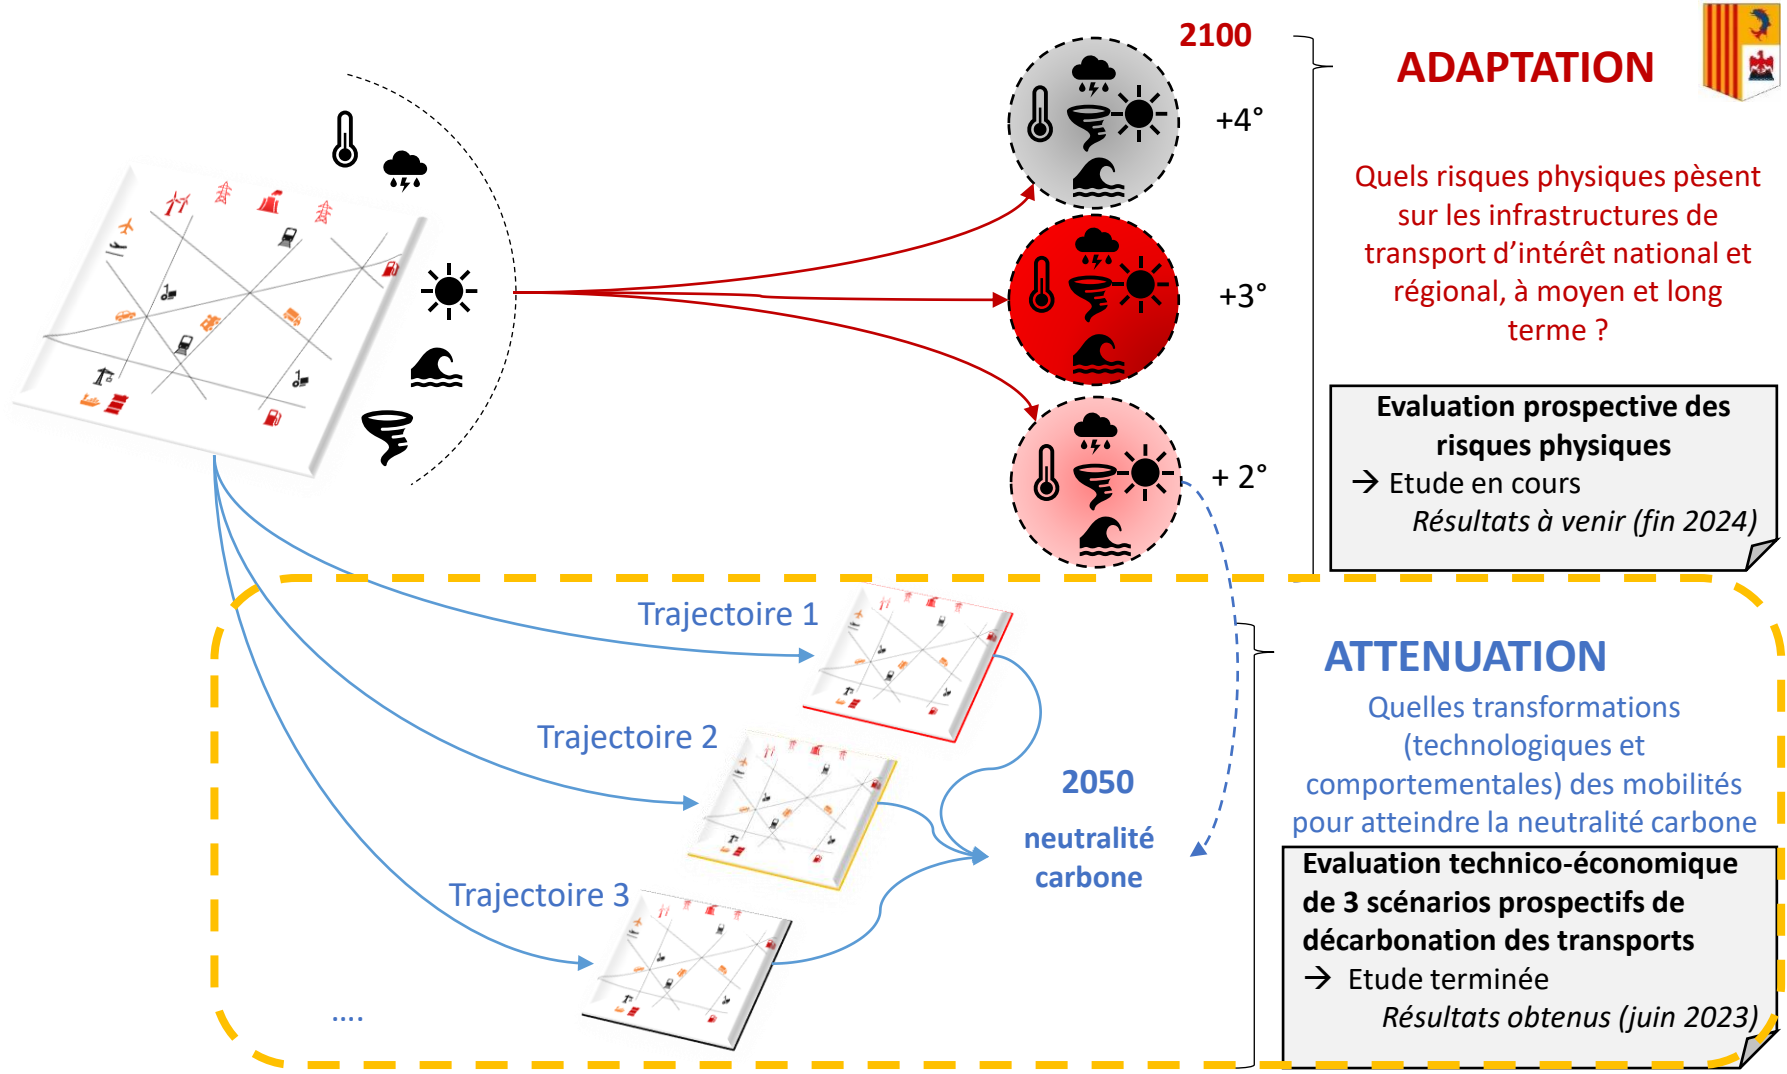 2100
ADAPTATION
+4°
Quels risques physiques pèsent
sur les infrastructures de
transport d’intérêt national et
régional, à moyen et long
terme ?
+3°
Evaluation prospective des
risques physiques
→ Etude en cours
Résultats à venir (fin 2024)
+ 2°
Trajectoire 1
ATTENUATION
Quelles transformations
(technologiques et
comportementales) des mobilités
pour atteindre la neutralité carbone
Trajectoire 2
2050
neutralité
carbone
Evaluation technico-économique
de 3 scénarios prospectifs de
décarbonation des transports
→ Etude terminée
Résultats obtenus (juin 2023)
Trajectoire 3
....